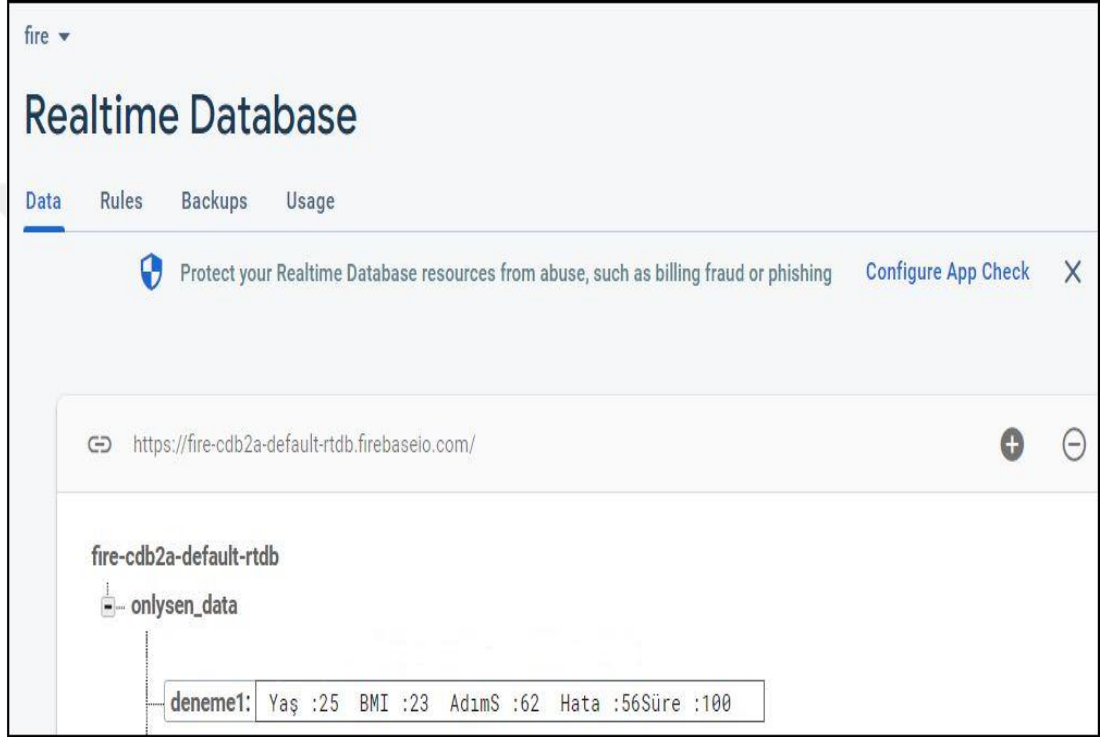 fire
Realtime Database
Data Rules Backups Usage
Protect your Realtime Database resources from abuse, such as billing fraud or phishing Configure App Check X
https://fire-cdb2a-default-rtdb.firebaseio.com/
fire-cdb2a-default-rtdb
onlysen_data
deneme1: Yaş :25 BMI :23 AdımS :62 Hata :56Süre :100